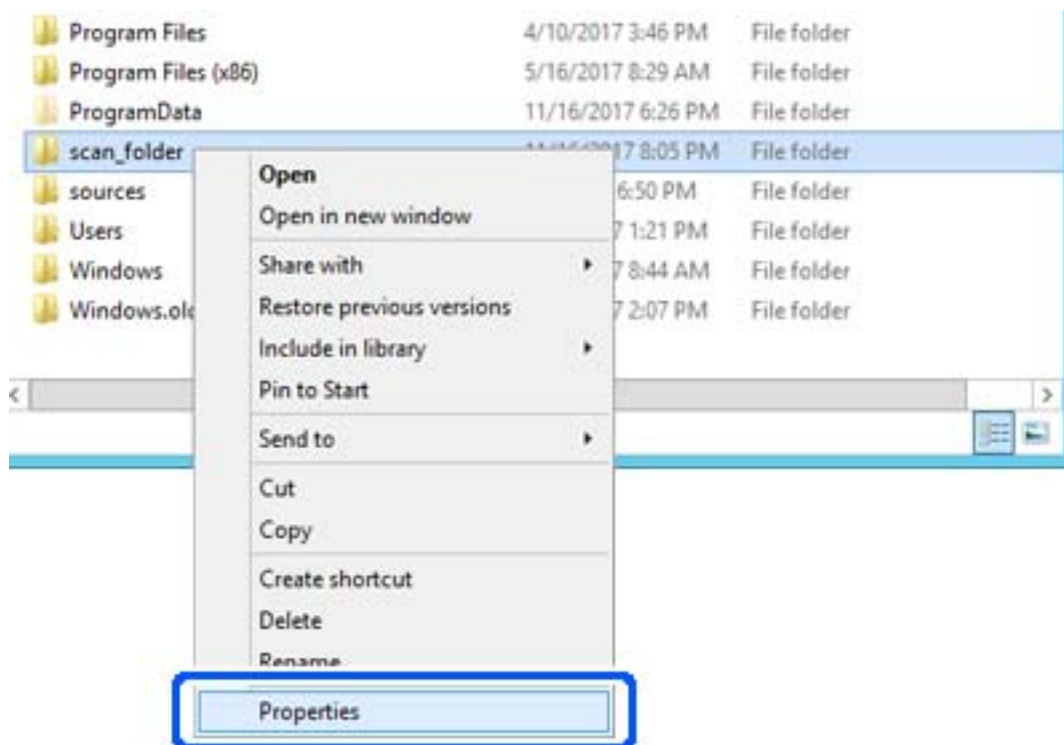 Program Files 4/10/2017 3:46 PM File folder
Program Files (x86) 5/16/2017 8:29 AM File folder
ProgramData 11/16/2017 6:26 PM File folder
scan_folder 17 8:05 PM File folder
sources 6:50 PM File folder
Users 7 1:21 PM File folder
Windows 7 8:44 AM File folder
Windows.old 7 2:07 PM File folder
Open
Open in new window
Share with
Restore previous versions
Include in library
Pin to Start
Send to
Cut
Copy
Create shortcut
Delete
Rename
Properties